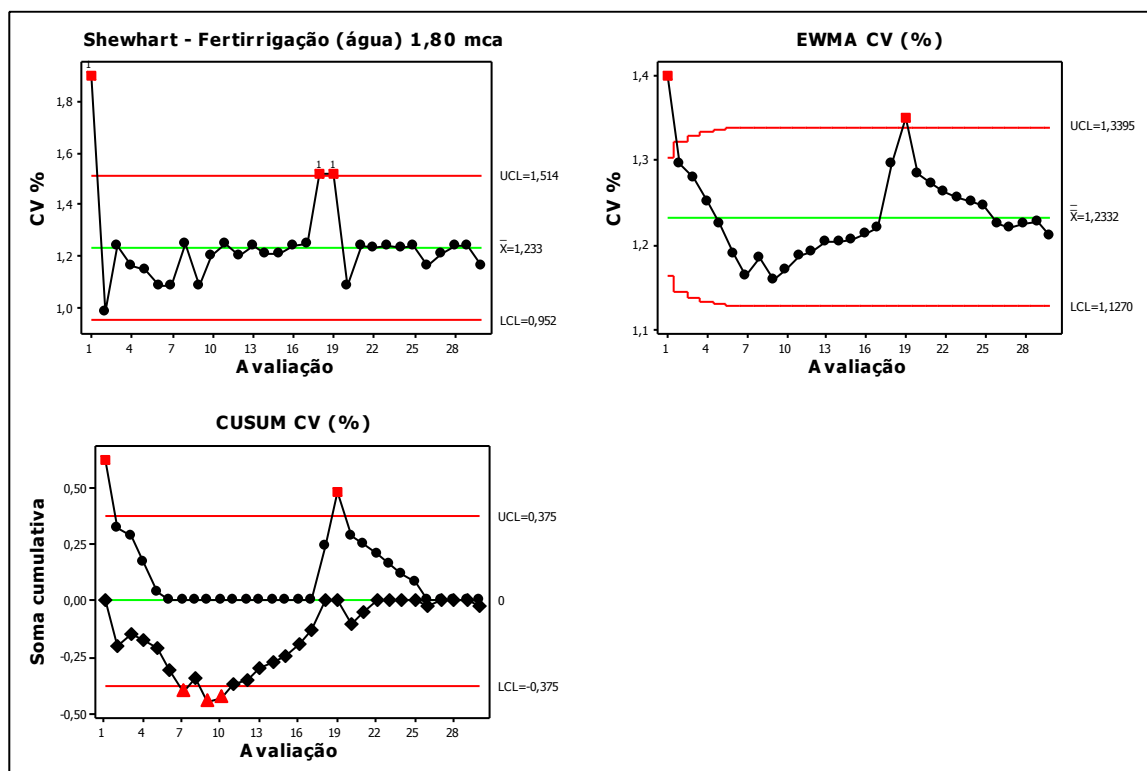 Shewhart - Fertirrigação (água) 1,80 mca
1
1,8
1,6
1,4
1,2
1,0
CV %
1 1
UCL=1,514
X=1,233
LCL=0,952
1 4 7 10 13 16 19 22 25 28
Avaliação
EWMA CV (%)
1,4
1,3
1,2
1,1
CV %
UCL=1,3395
X=1,2332
LCL=1,1270
1 4 7 10 13 16 19 22 25 28
Avaliação
CUSUM CV (%)
0,50
0,25
0,00
-0,25
-0,50
Soma cumulativa
UCL=0,375
0
LCL=-0,375
1 4 7 10 13 16 19 22 25 28
Avaliação